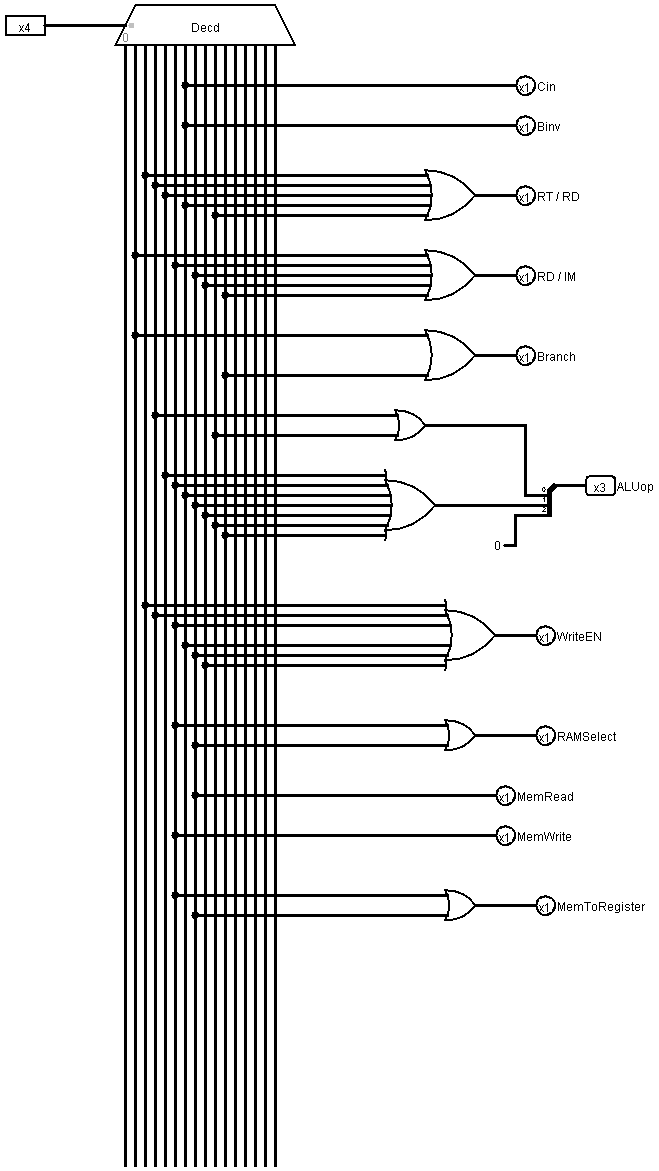 x4
Decd
0
x1 Cin
x1 Binv
x1 RT / RD
x1 RD / IM
x1 Branch
0
1
2
x3 ALUop
0
x1 WriteEN
x1 RAMSelect
x1 MemRead
x1 MemWrite
x1 MemToRegister